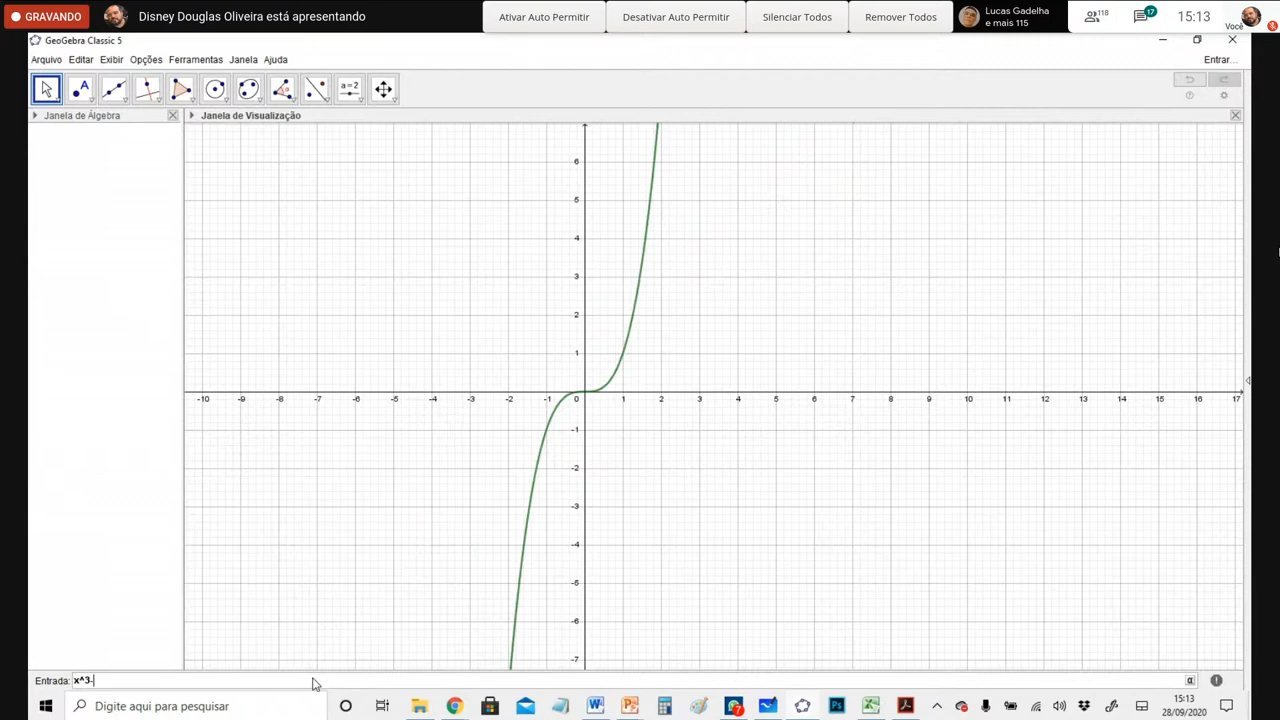 GRAVANDO
Disney Douglas Oliveira está apresentando
Ativar Auto Permitir
Desativar Auto Permitir
Silenciar Todos
Remover Todos
Lucas Gadelha
e mais 115
118
17
15:13
Você
GeoGebra Classic 5
Arquivo Editar Exibir Opções Ferramentas Janela Ajuda
Entrar...
A
a=2
Janela de Álgebra
Janela de Visualização
6
5
4
3
2
1
-10 -9 -8 -7 -6 -5 -4 -3 -2 -1 0 1 2 3 4 5 6 7 8 9 10 11 12 13 14 15 16 17
-1
-2
-3
-4
-5
-6
-7
Entrada: x^3-
α
Digite aqui para pesquisar
7
15:13
28/09/2020